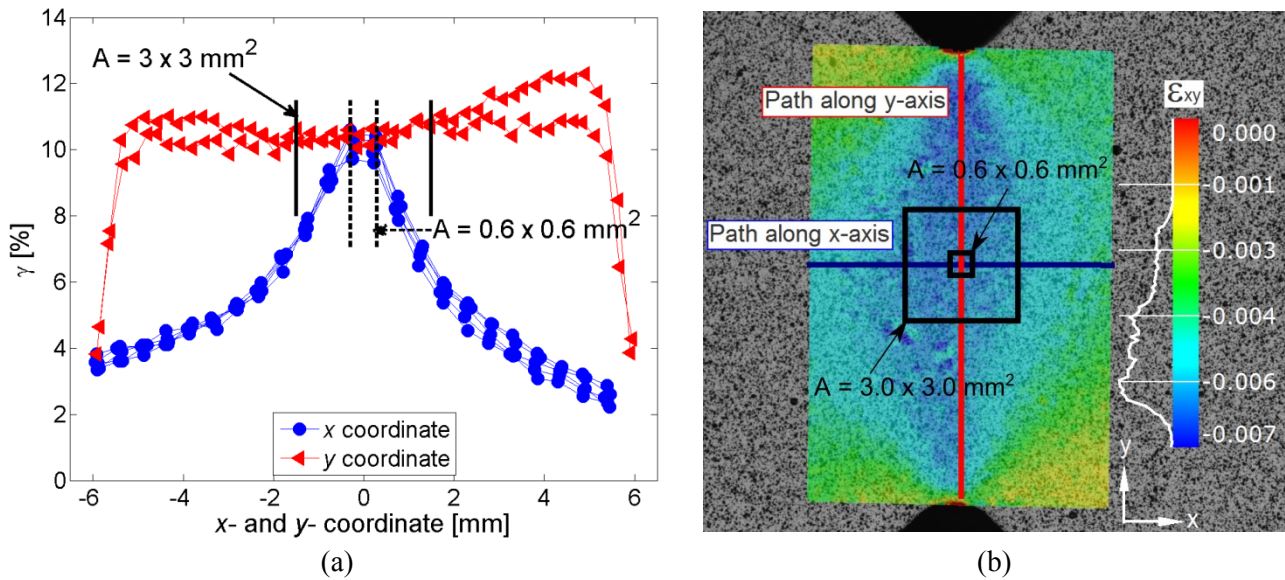 14
12
10
8
6
4
2
0
γ [%]
A = 3 x 3 mm²
A = 0.6 x 0.6 mm²
x coordinate
y coordinate
-6
-4
-2
0
2
4
6
x- and y- coordinate [mm]
(a)
Path along y-axis
A = 0.6 x 0.6 mm²
Path along x-axis
A = 3.0 x 3.0 mm²
εxy
0.000
-0.001
-0.003
-0.004
-0.006
-0.007
y
x
(b)